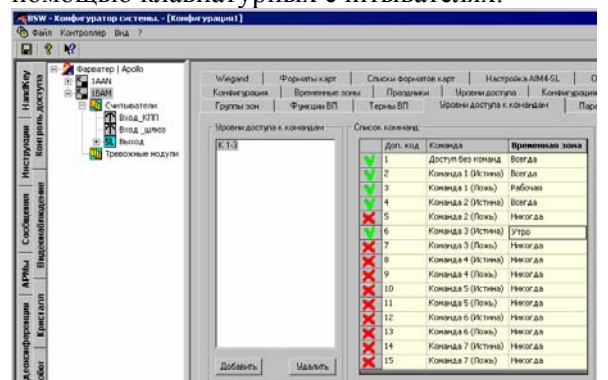 помощью клавиатурных считывателей.
BSW - Конфигуратор системы. - [Конфигурация1]
Файл Контроллер Вид ?
HandKey
Инструкции
Сообщения
АРМы
Контроль доступа
Видеонаблюдение
Кристалл
Фарватер | Apollo
1AAN
1BAM
Считыватели
Вход_КПП
Вход_шлюз
Выход
Тревожные модули
Wiegand Форматы карт Списки форматов карт Настройка AIM4-SL
Конфигурация Временные зоны Праздники Уровни доступа Конфигурация
Группы зон Функции ВП Термы ВП Уровни доступа к командам Пар
Уровни доступа к командам
К 1-3
Добавить Удалить
Список команд:
Доп. код Команда Временная зона
1 Доступ без команд Всегда
2 Команда 1 (Истина) Всегда
3 Команда 1 (Ложь) Рабочая
4 Команда 2 (Истина) Всегда
5 Команда 2 (Ложь) Никогда
6 Команда 3 (Истина) Утро
7 Команда 3 (Ложь) Никогда
8 Команда 4 (Истина) Никогда
9 Команда 4 (Ложь) Никогда
10 Команда 5 (Истина) Никогда
11 Команда 5 (Ложь) Никогда
12 Команда 6 (Истина) Никогда
13 Команда 6 (Ложь) Никогда
14 Команда 7 (Истина) Никогда
15 Команда 7 (Ложь) Никогда